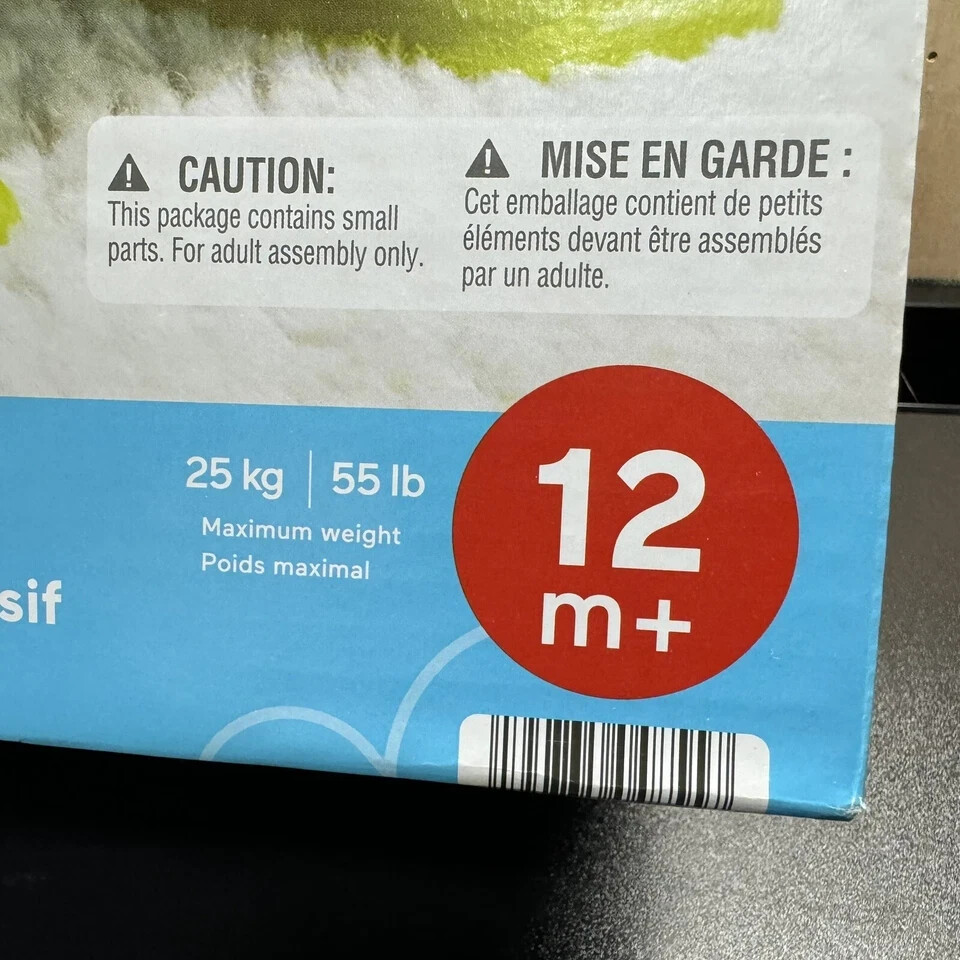 CAUTION:
This package contains small
parts. For adult assembly only.
MISE EN GARDE :
Cet emballage contient de petits
éléments devant être assemblés
par un adulte.
25 kg | 55 lb
Maximum weight
Poids maximal
12
m+
sif